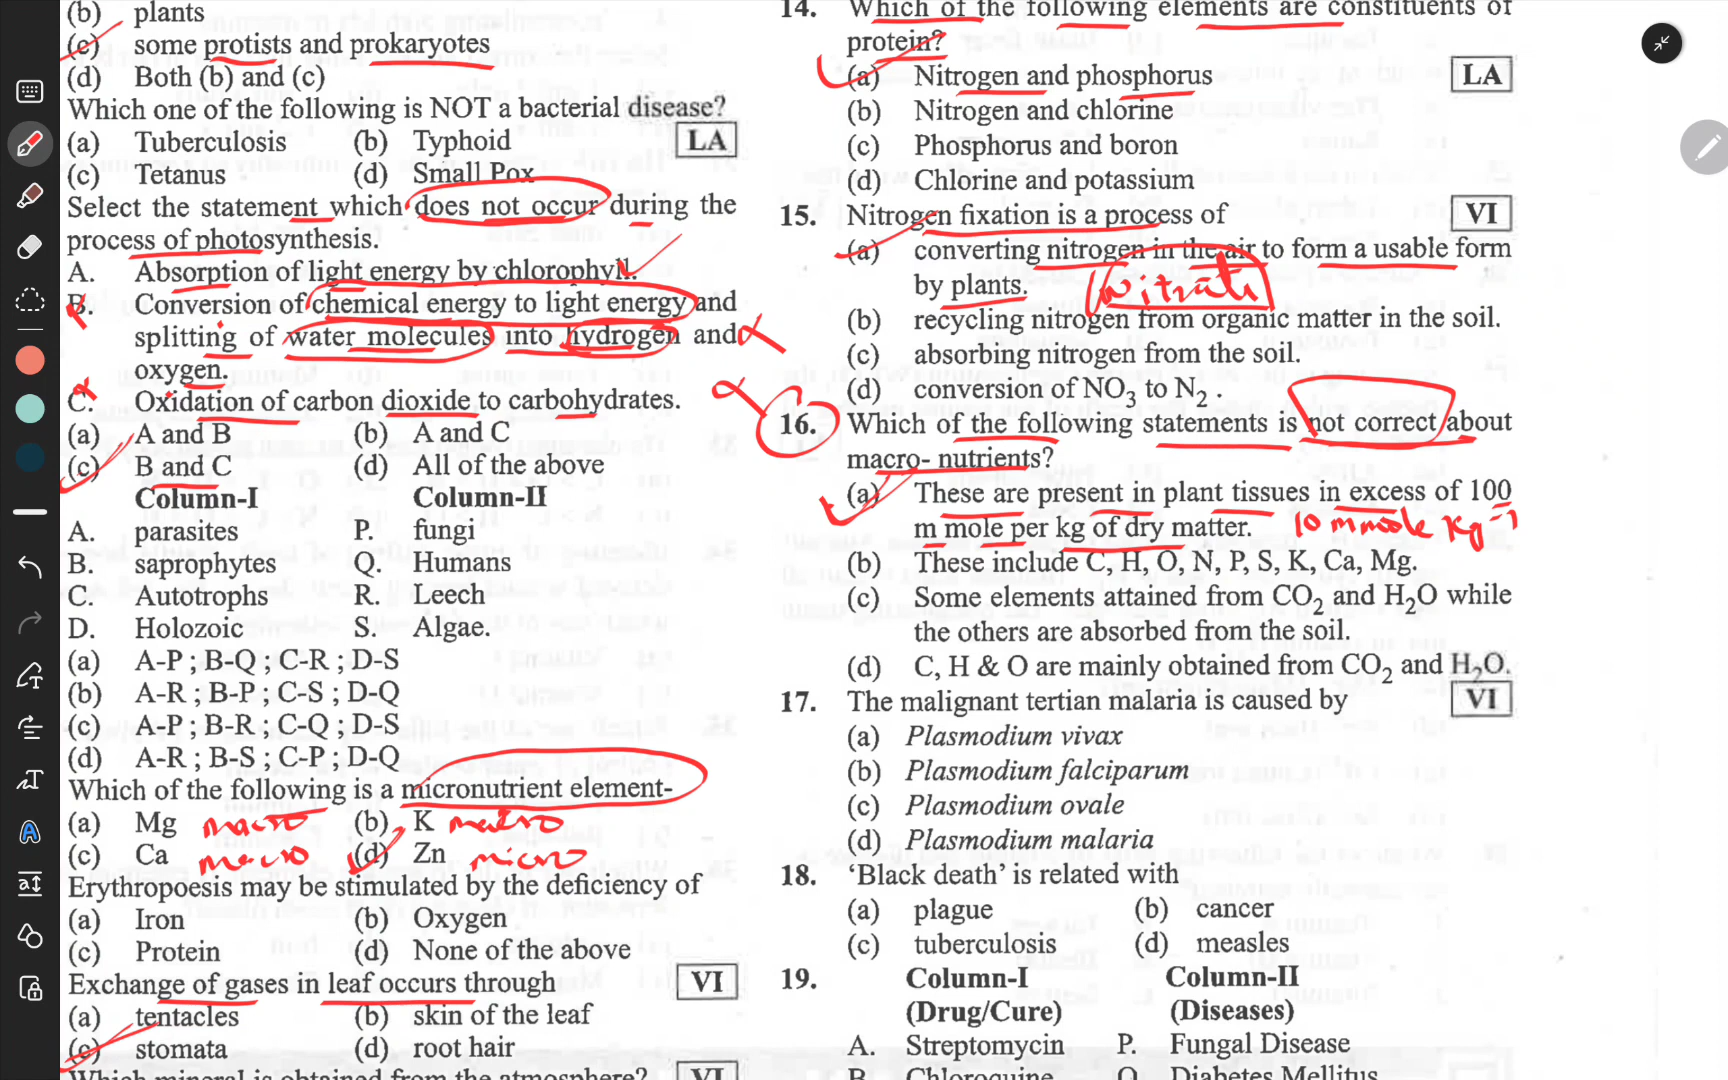 (b) plants
(c) some protists and prokaryotes
(d) Both (b) and (c)
Which one of the following is NOT a bacterial disease?
(a) Tuberculosis (b) Typhoid LA
(c) Tetanus (d) Small Pox
Select the statement which does not occur during the
process of photosynthesis.
A. Absorption of light energy by chlorophyll.
B. Conversion of chemical energy to light energy and
splitting of water molecules into hydrogen and
oxygen.
C. Oxidation of carbon dioxide to carbohydrates.
(a) A and B (b) A and C
(c) B and C (d) All of the above
Column-I Column-II
A. parasites P. fungi
B. saprophytes Q. Humans
C. Autotrophs R. Leech
D. Holozoic S. Algae.
(a) A-P ; B-Q ; C-R ; D-S
(b) A-R ; B-P ; C-S ; D-Q
(c) A-P ; B-R ; C-Q ; D-S
(d) A-R ; B-S ; C-P ; D-Q
Which of the following is a micronutrient element-
(a) Mg macro (b) K macro
(c) Ca macro (d) Zn micro
Erythropoesis may be stimulated by the deficiency of
(a) Iron (b) Oxygen
(c) Protein (d) None of the above
Exchange of gases in leaf occurs through VI
(a) tentacles (b) skin of the leaf
(c) stomata (d) root hair
Which mineral is obtained from the atmosphere? VI
14. Which of the following elements are constituents of
protein?
(a) Nitrogen and phosphorus LA
(b) Nitrogen and chlorine
(c) Phosphorus and boron
(d) Chlorine and potassium
15. Nitrogen fixation is a process of VI
(a) converting nitrogen in the air to form a usable form
by plants. Nitrate
(b) recycling nitrogen from organic matter in the soil.
(c) absorbing nitrogen from the soil.
(d) conversion of NO3 to N2 .
16. Which of the following statements is not correct about
macro- nutrients?
(a) These are present in plant tissues in excess of 100
m mole per kg of dry matter. 10 m mole kg-1
(b) These include C, H, O, N, P, S, K, Ca, Mg.
(c) Some elements attained from CO2 and H2O while
the others are absorbed from the soil.
(d) C, H & O are mainly obtained from CO2 and H2O.
17. The malignant tertian malaria is caused by VI
(a) Plasmodium vivax
(b) Plasmodium falciparum
(c) Plasmodium ovale
(d) Plasmodium malaria
18. ‘Black death’ is related with
(a) plague (b) cancer
(c) tuberculosis (d) measles
19. Column-I Column-II
(Drug/Cure) (Diseases)
A. Streptomycin P. Fungal Disease
B. Chloroquine Q. Diabetes Mellitus